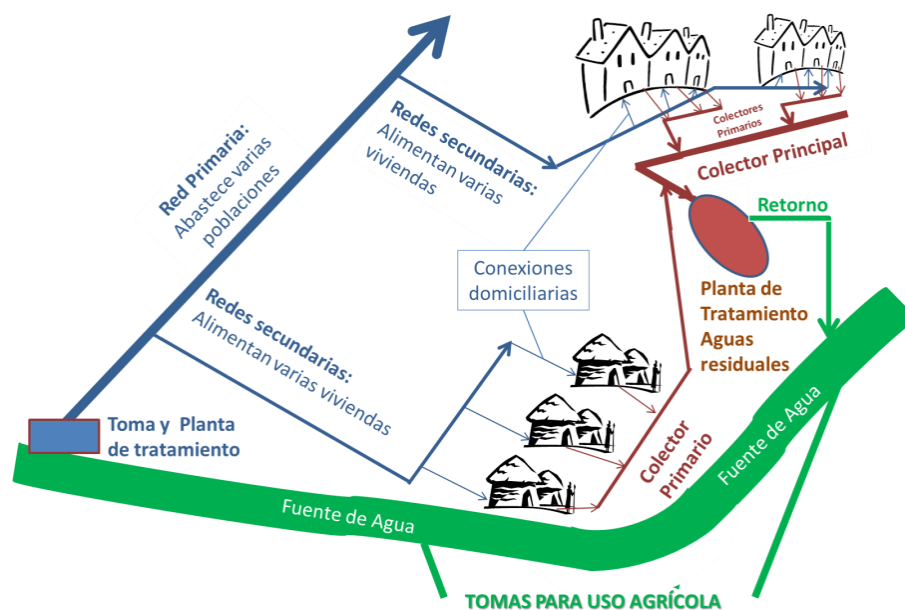 Red Primaria:
Abastece varias
poblaciones
Redes secundarias:
Alimentan varias
viviendas
Colectores
Primarios
Colector Principal
Retorno
Conexiones
domiciliarias
Planta de
Tratamiento
Aguas
residuales
Redes secundarias:
Alimentan varias viviendas
Toma y Planta
de tratamiento
Colector
Primario
Fuente de Agua
Fuente de Agua
TOMAS PARA USO AGRÍCOLA